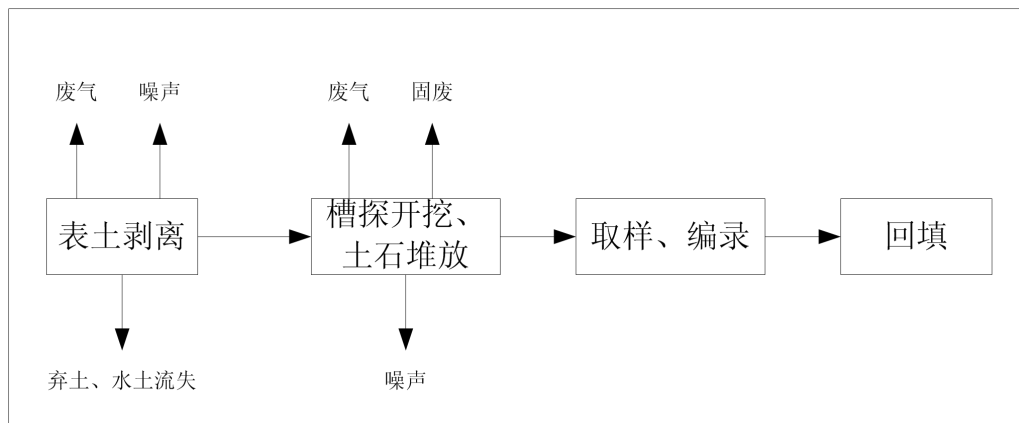 废气 噪声 废气 固废
表土剥离
槽探开挖、
土石堆放
取样、编录
回填
弃土、水土流失
噪声